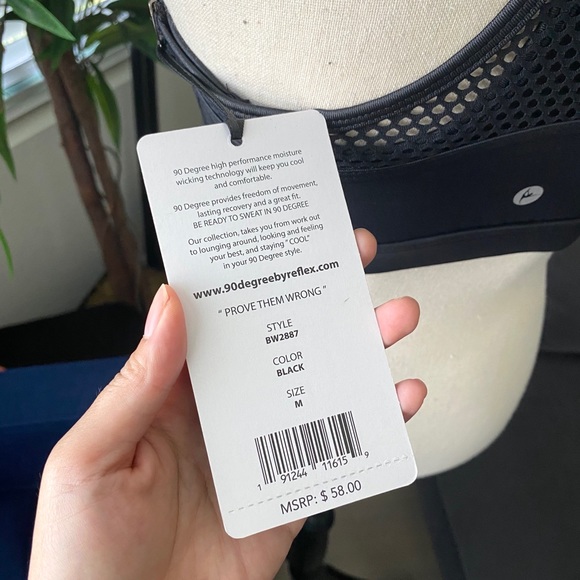 90 Degree high performance moisture
wicking technology will keep you cool
and comfortable.
90 Degree provides freedom of movement,
lasting recovery and a great fit.
BE READY TO SWEAT IN 90 DEGREE
Our collection, takes you from work out
to lounging around, looking and feeling
your best, and staying "COOL"
in your 90 Degree style.
www.90degreebyreflex.com
" PROVE THEM WRONG "
STYLE
BW2887
COLOR
BLACK
SIZE
M
1 91244 11615 9
MSRP: $ 58.00